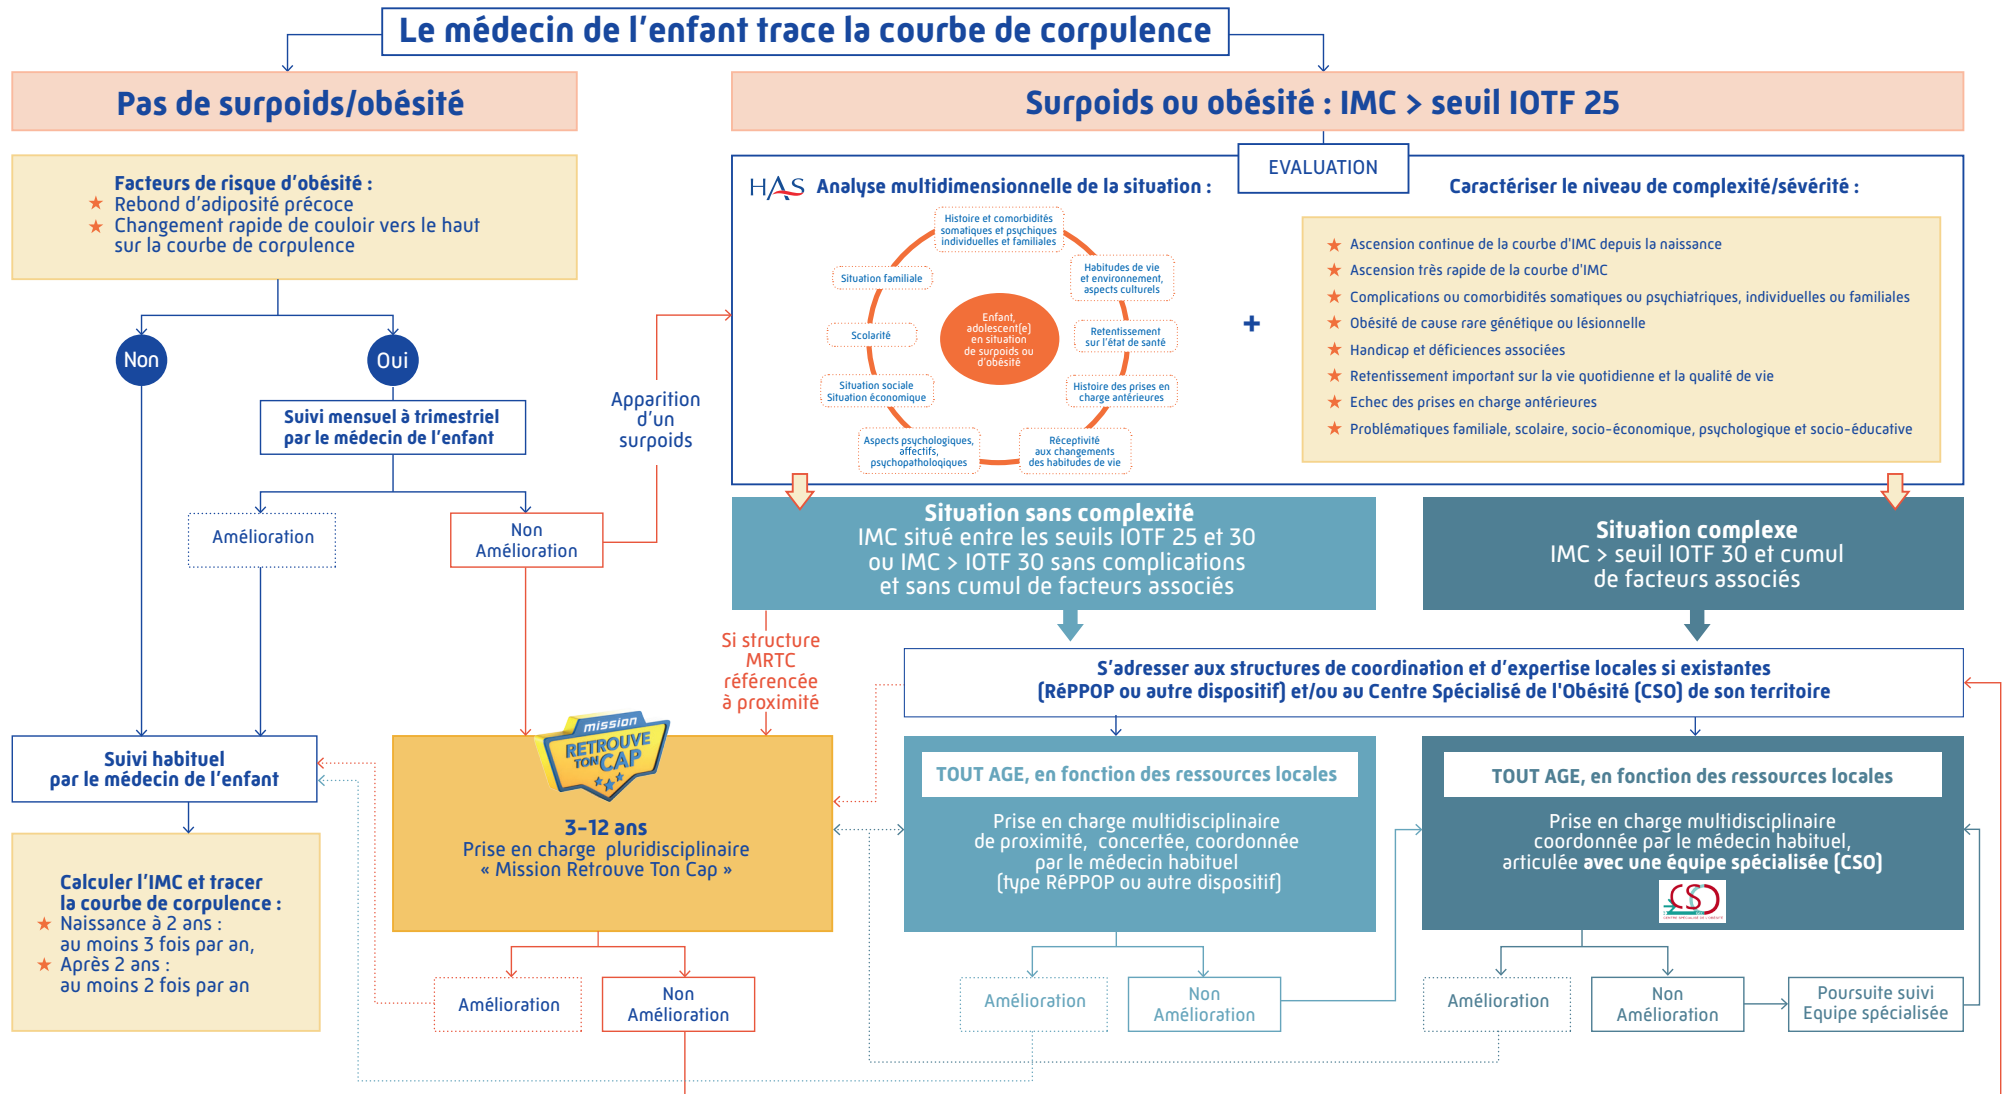 Le médecin de l'enfant trace la courbe de corpulence
Pas de surpoids/obésité
Surpoids ou obésité : IMC > seuil IOTF 25
Facteurs de risque d'obésité :
Rebond d'adiposité précoce
Changement rapide de couloir vers le haut
sur la courbe de corpulence
Non
Oui
Suivi mensuel à trimestriel
par le médecin de l'enfant
Amélioration
Non
Amélioration
Apparition
d'un
surpoids
EVALUATION
HAS
Analyse multidimensionnelle de la situation :
Histoire et comorbidités
somatiques et psychiques
individuelles et familiales
Habitudes de vie
et environnement,
aspects culturels
Retentissement
sur l'état de santé
Histoire des prises en
charge antérieures
Réceptivité
aux changements
des habitudes de vie
Aspects psychologiques,
affectifs,
psychopathologiques
Situation sociale
Situation économique
Scolarité
Situation familiale
Enfant,
adolescent(e)
en situation
de surpoids ou
d'obésité
+
Caractériser le niveau de complexité/sévérité :
Ascension continue de la courbe d'IMC depuis la naissance
Ascension très rapide de la courbe d'IMC
Complications ou comorbidités somatiques ou psychiatriques, individuelles ou familiales
Obésité de cause rare génétique ou lésionnelle
Handicap et déficiences associées
Retentissement important sur la vie quotidienne et la qualité de vie
Echec des prises en charge antérieures
Problématiques familiale, scolaire, socio-économique, psychologique et socio-éducative
Situation sans complexité
IMC situé entre les seuils IOTF 25 et 30
ou IMC > IOTF 30 sans complications
et sans cumul de facteurs associés
Situation complexe
IMC > seuil IOTF 30 et cumul
de facteurs associés
Si structure
MRTC
référencée
à proximité
S'adresser aux structures de coordination et d'expertise locales si existantes
(RéPPOP ou autre dispositif) et/ou au Centre Spécialisé de l'Obésité (CSO) de son territoire
Suivi habituel
par le médecin de l'enfant
Calculer l'IMC et tracer
la courbe de corpulence :
Naissance à 2 ans :
au moins 3 fois par an,
Après 2 ans :
au moins 2 fois par an
mission
RETROUVE
TON CAP
3-12 ans
Prise en charge pluridisciplinaire
« Mission Retrouve Ton Cap »
Amélioration
Non
Amélioration
TOUT AGE, en fonction des ressources locales
Prise en charge multidisciplinaire
de proximité, concertée, coordonnée
par le médecin habituel
(type RéPPOP ou autre dispositif)
Amélioration
Non
Amélioration
TOUT AGE, en fonction des ressources locales
Prise en charge multidisciplinaire
coordonnée par le médecin habituel,
articulée avec une équipe spécialisée (CSO)
CSO
CENTRE SPÉCIALISÉ DE L'OBÉSITÉ
Amélioration
Non
Amélioration
Poursuite suivi
Equipe spécialisée